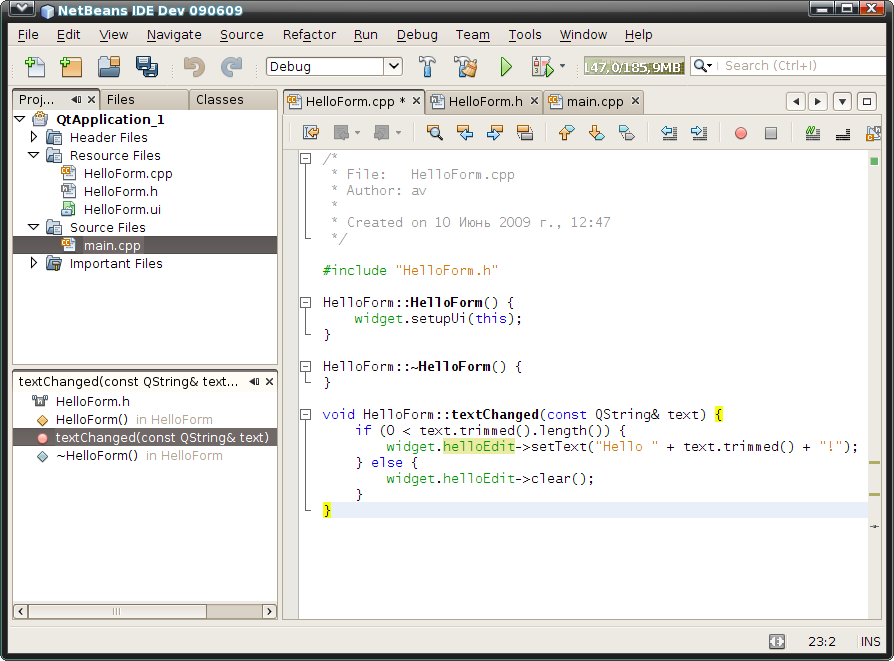 NetBeans IDE Dev 090609
File Edit View Navigate Source Refactor Run Debug Team Tools Window Help
Debug 147,0/185,9MB Search (Ctrl+I)
Proj... Files Classes
QtApplication_1
Header Files
Resource Files
HelloForm.cpp
HelloForm.h
HelloForm.ui
Source Files
main.cpp
Important Files
textChanged(const QString& text...
HelloForm.h
HelloForm() in HelloForm
textChanged(const QString& text)
~HelloForm() in HelloForm
HelloForm.cpp * HelloForm.h main.cpp
/*
* File:   HelloForm.cpp
* Author: av
*
* Created on 10 Июнь 2009 г., 12:47
*/
#include "HelloForm.h"
HelloForm::HelloForm() {
widget.setupUi(this);
}
HelloForm::~HelloForm() {
}
void HelloForm::textChanged(const QString& text) {
if (0 < text.trimmed().length()) {
widget.helloEdit->setText("Hello " + text.trimmed() + "!");
} else {
widget.helloEdit->clear();
}
}
23:2 INS